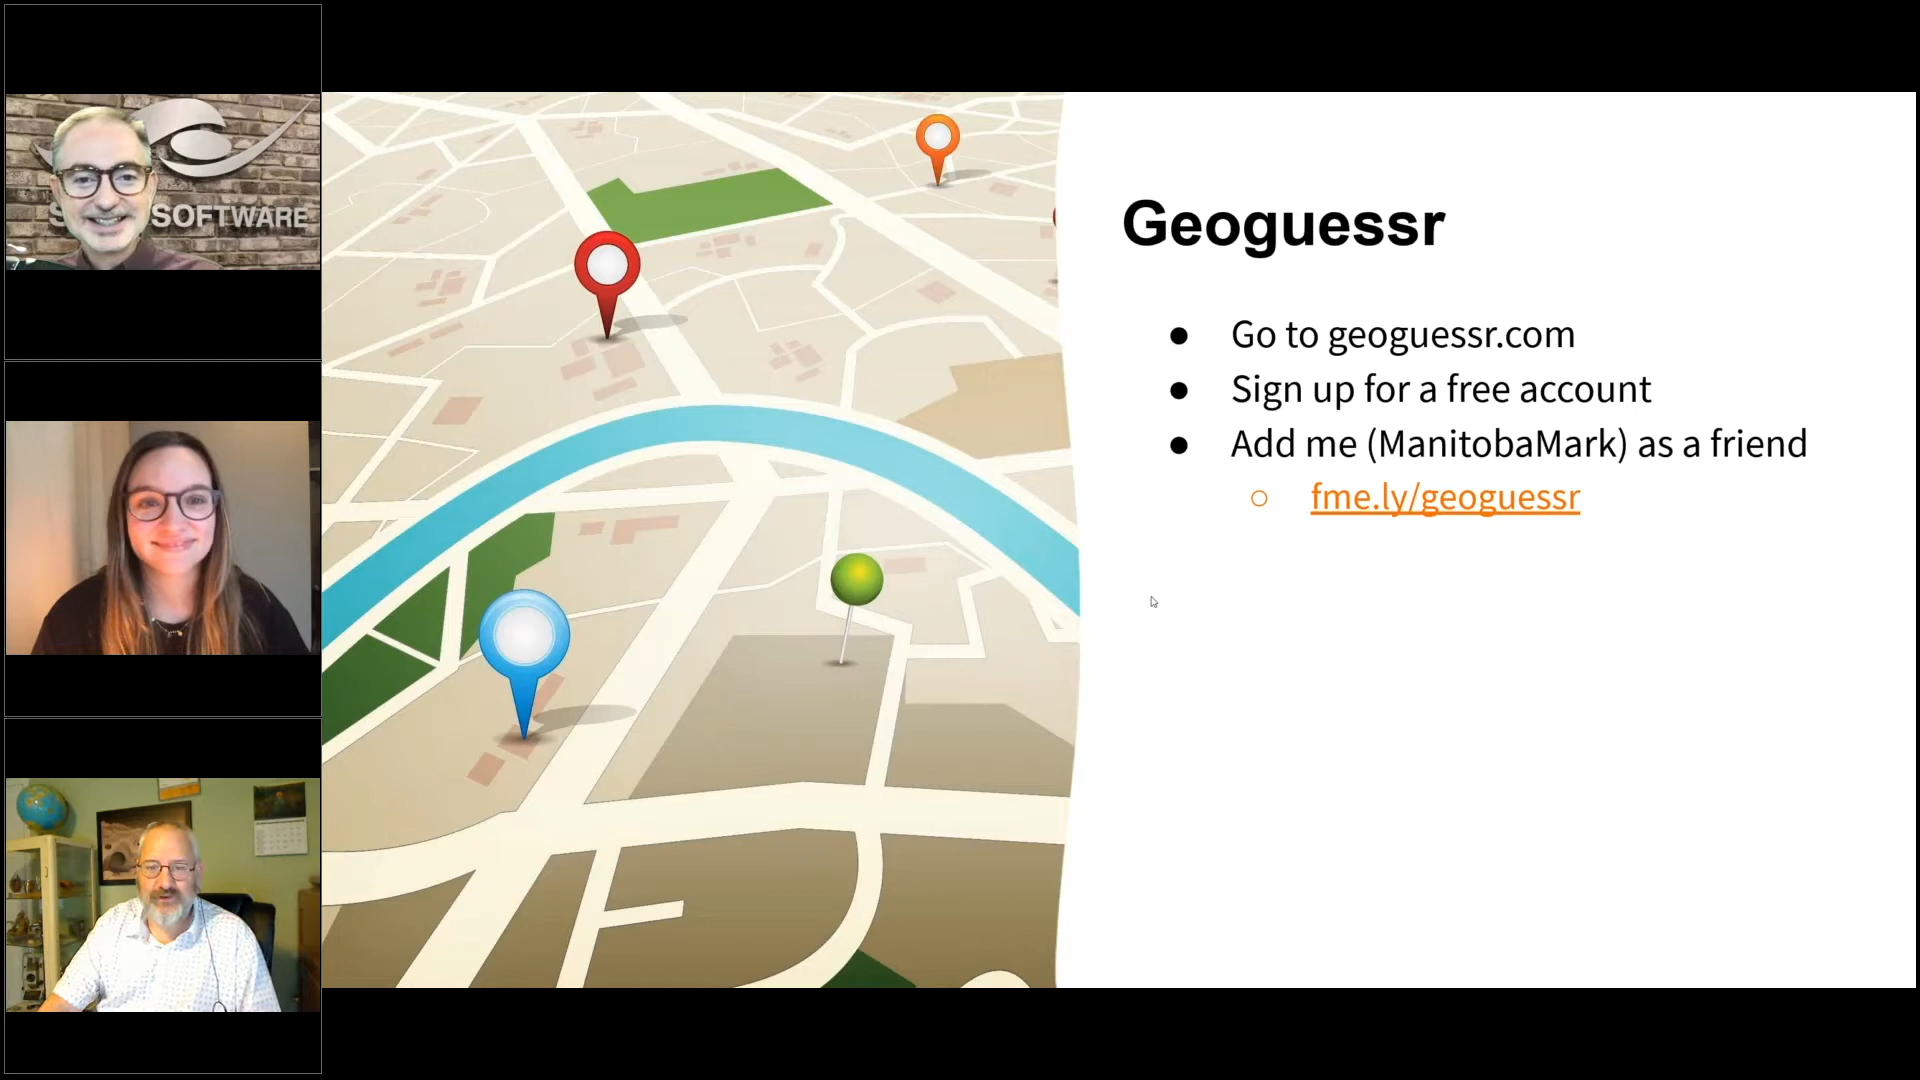 S SOFTWARE
Geoguessr
● Go to geoguessr.com
● Sign up for a free account
● Add me (ManitobaMark) as a friend
○ fme.ly/geoguessr